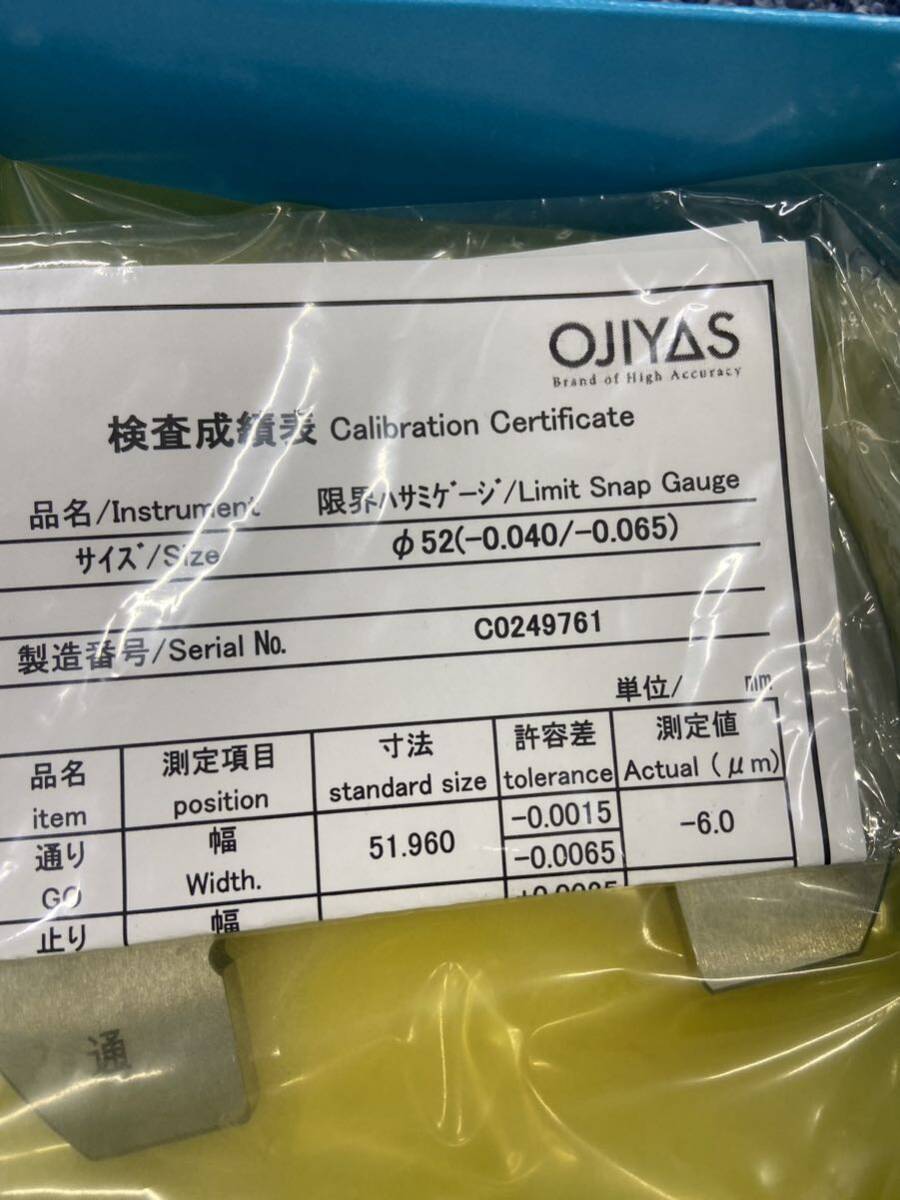 OJIYAS
Brand of High Accuracy
検査成績表 Calibration Certificate
品名/Instrument 限界ハサミゲージ/Limit Snap Gauge
サイズ/Size φ52(-0.040/-0.065)
製造番号/Serial No. C0249761
単位/ mm
品名 測定項目 寸法 許容差 測定値
item position standard size tolerance Actual (μm)
通り 幅 51.960 -0.0015 -6.0
GO Width. -0.0065
止り 幅
通